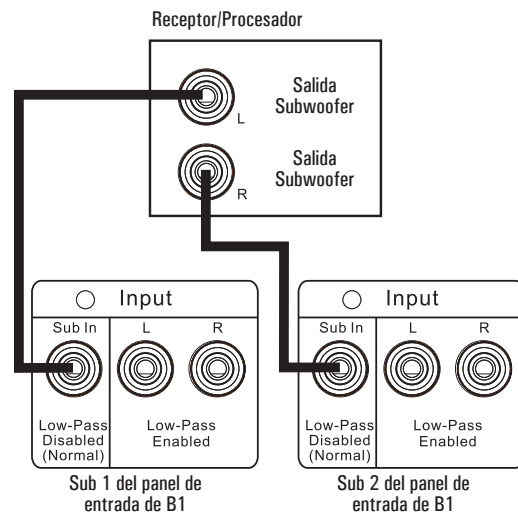 Receptor/Procesador
Salida
Subwoofer
L
Salida
Subwoofer
R
Input
Sub In
L
R
Low-Pass
Disabled
(Normal)
Low-Pass
Enabled
Sub 1 del panel de
entrada de B1
Input
Sub In
L
R
Low-Pass
Disabled
(Normal)
Low-Pass
Enabled
Sub 2 del panel de
entrada de B1